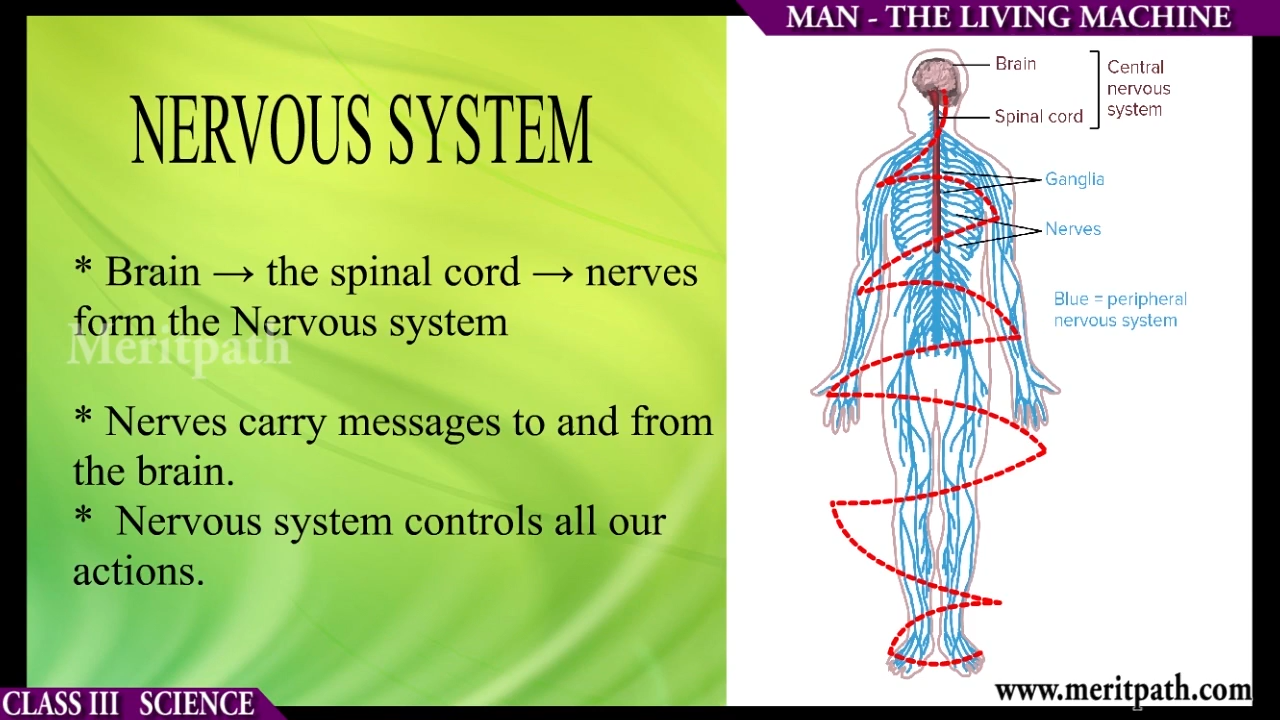 MAN - THE LIVING MACHINE
NERVOUS SYSTEM
* Brain → the spinal cord → nerves
form the Nervous system
Meritpath
* Nerves carry messages to and from
the brain.
* Nervous system controls all our
actions.
Brain
Spinal cord
Central
nervous
system
Ganglia
Nerves
Blue = peripheral
nervous system
CLASS III SCIENCE
www.meritpath.com